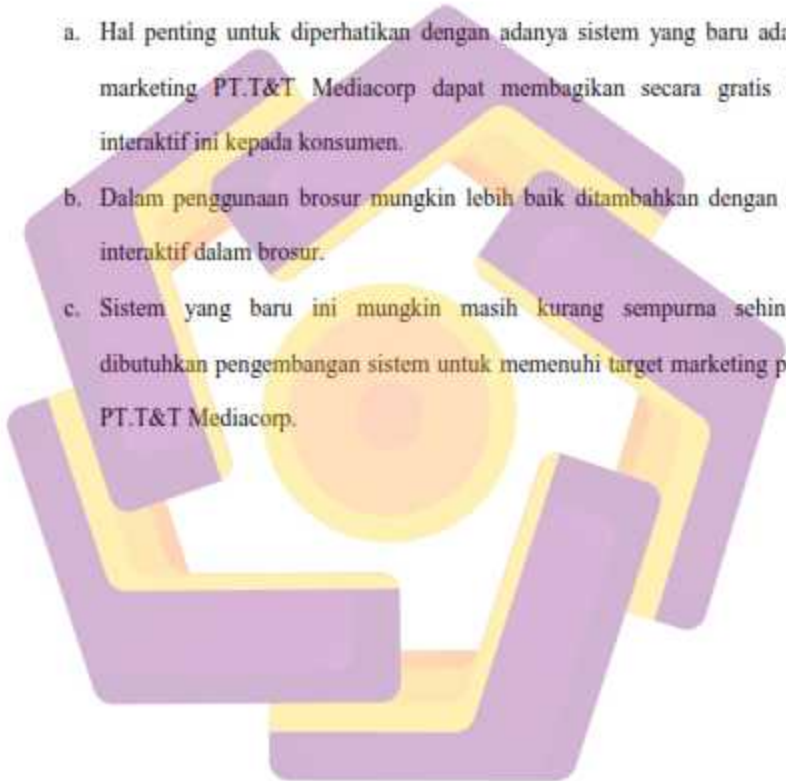 a. Hal penting untuk diperhatikan dengan adanya sistem yang baru ada
marketing PT.T&T Mediacorp dapat membagikan secara gratis
interaktif ini kepada konsumen.
b. Dalam penggunaan brosur mungkin lebih baik ditambahkan dengan
interaktif dalam brosur.
c. Sistem yang baru ini mungkin masih kurang sempurna sehin
dibutuhkan pengembangan sistem untuk memenuhi target marketing p
PT.T&T Mediacorp.